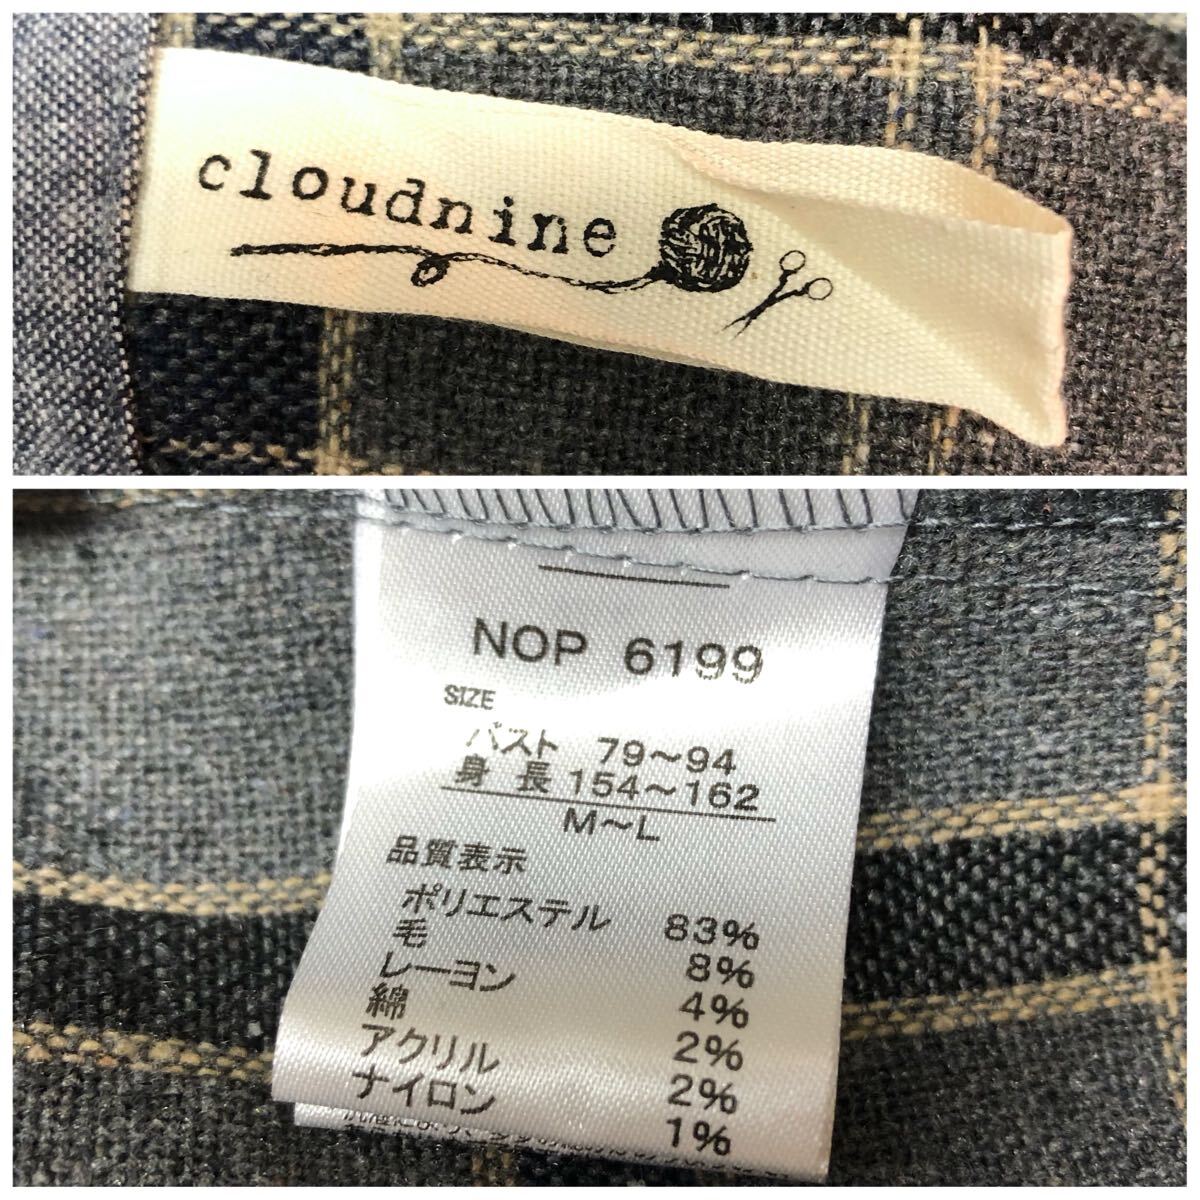 cloudnine
NOP 6199
SIZE
バスト 79〜94
身長 154〜162
M〜L
品質表示
ポリエステル 83%
毛 8%
レーヨン 4%
綿 2%
アクリル 2%
ナイロン 1%